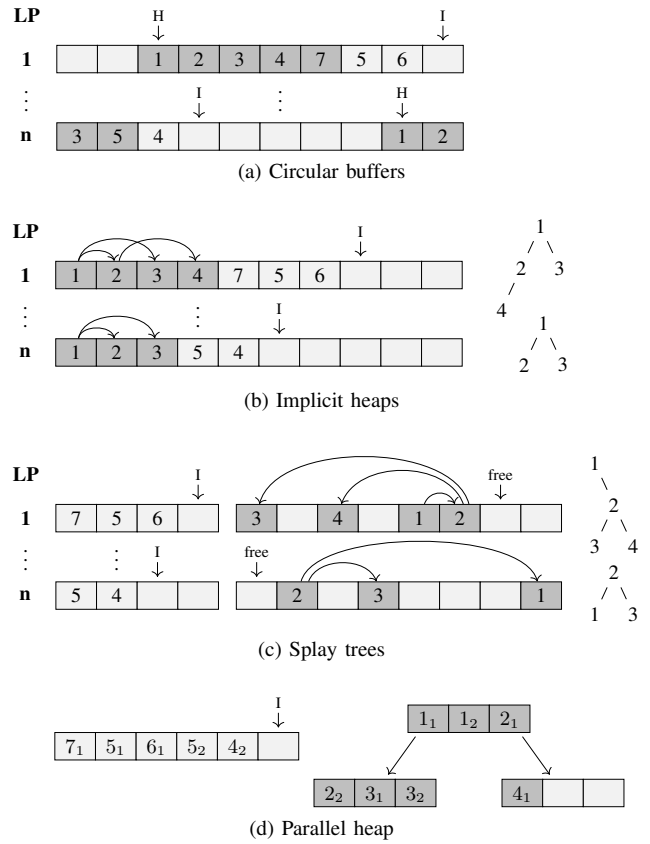 LP
H I
1 1 2 3 4 7 5 6
⋮ I ⋮ H
n 3 5 4 1 2
(a) Circular buffers
LP
I 1
1 1 2 3 4 7 5 6 2 3
⋮ ⋮ I 4
1
n 1 2 3 5 4 2 3
(b) Implicit heaps
LP 1
I free
1 7 5 6 3 4 1 2 2
⋮ ⋮ I free 3 4
2
n 5 4 2 3 1 1 3
(c) Splay trees
I
1₁ 1₂ 2₁
7₁ 5₁ 6₁ 5₂ 4₂
2₂ 3₁ 3₂ 4₁
(d) Parallel heap